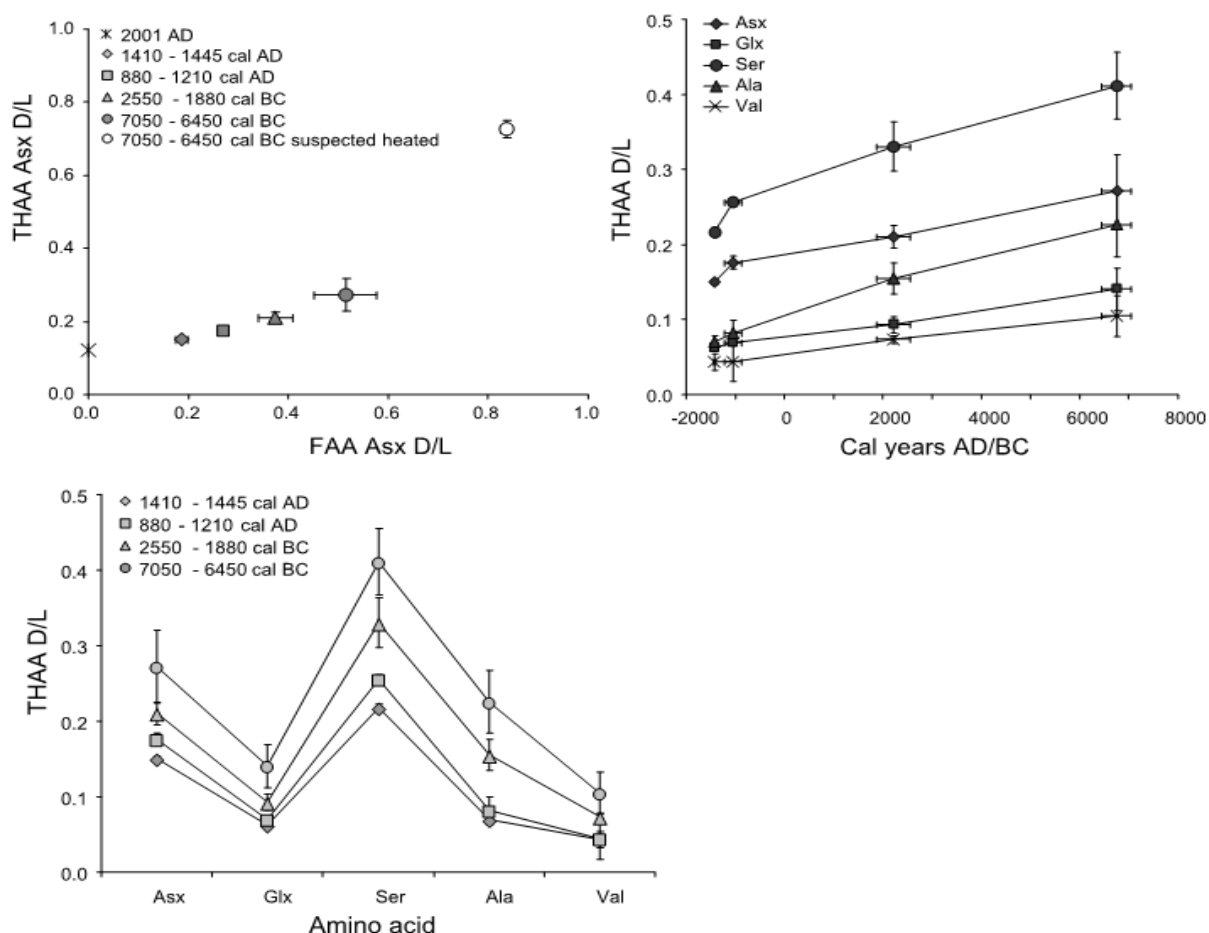 THAA Asx D/L
1.0
0.8
0.6
0.4
0.2
0.0
2001 AD
1410 - 1445 cal AD
880 - 1210 cal AD
2550 - 1880 cal BC
7050 - 6450 cal BC
7050 - 6450 cal BC suspected heated
0.0 0.2 0.4 0.6 0.8 1.0
FAA Asx D/L
THAA D/L
0.5
0.4
0.3
0.2
0.1
0.0
Asx
Glx
Ser
Ala
Val
-2000 0 2000 4000 6000 8000
Cal years AD/BC
THAA D/L
0.5
0.4
0.3
0.2
0.1
0.0
1410 - 1445 cal AD
880 - 1210 cal AD
2550 - 1880 cal BC
7050 - 6450 cal BC
Asx Glx Ser Ala Val
Amino acid